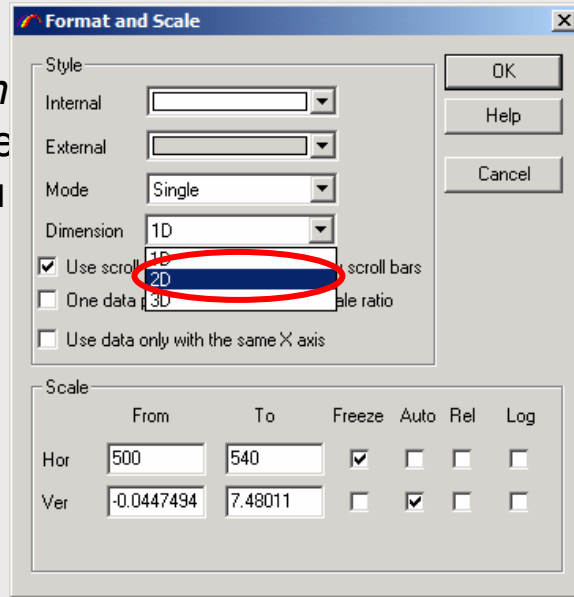 Format and Scale
Style
OK
Internal
Help
External
Cancel
Mode Single
Dimension 1D
1D
Use scroll scroll bars
2D
One data ale ratio
3D
Use data only with the same X axis
Scale
From To Freeze Auto Rel Log
Hor 500 540
Ver -0.0447494 7.48011